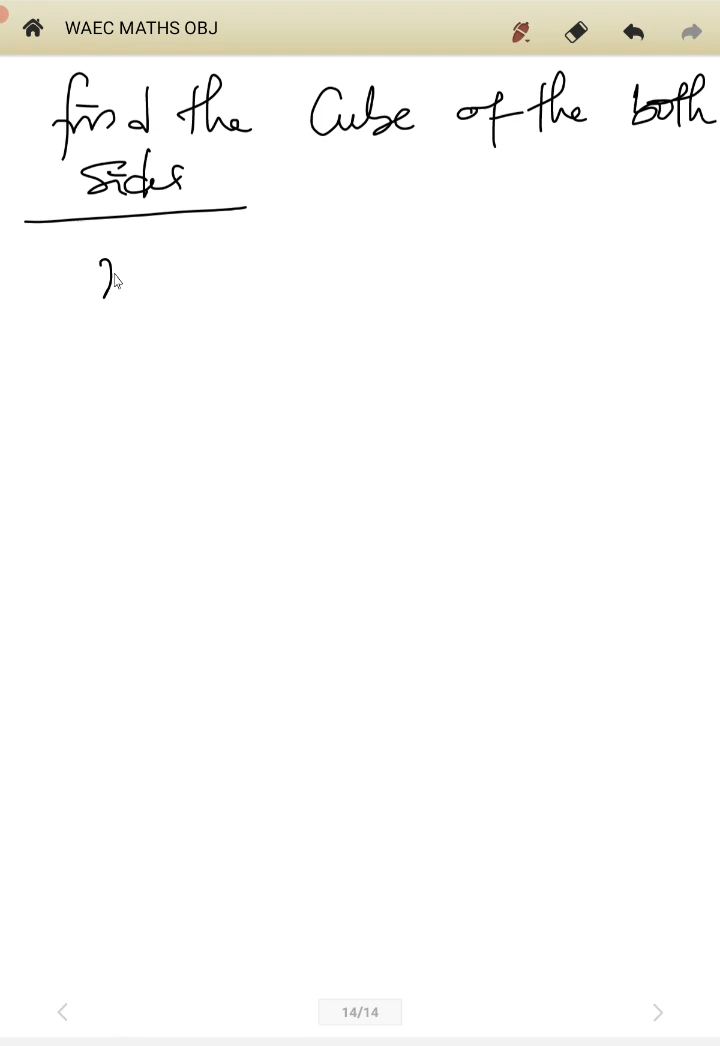 WAEC MATHS OBJ
find the Cube of the both
sides
14/14